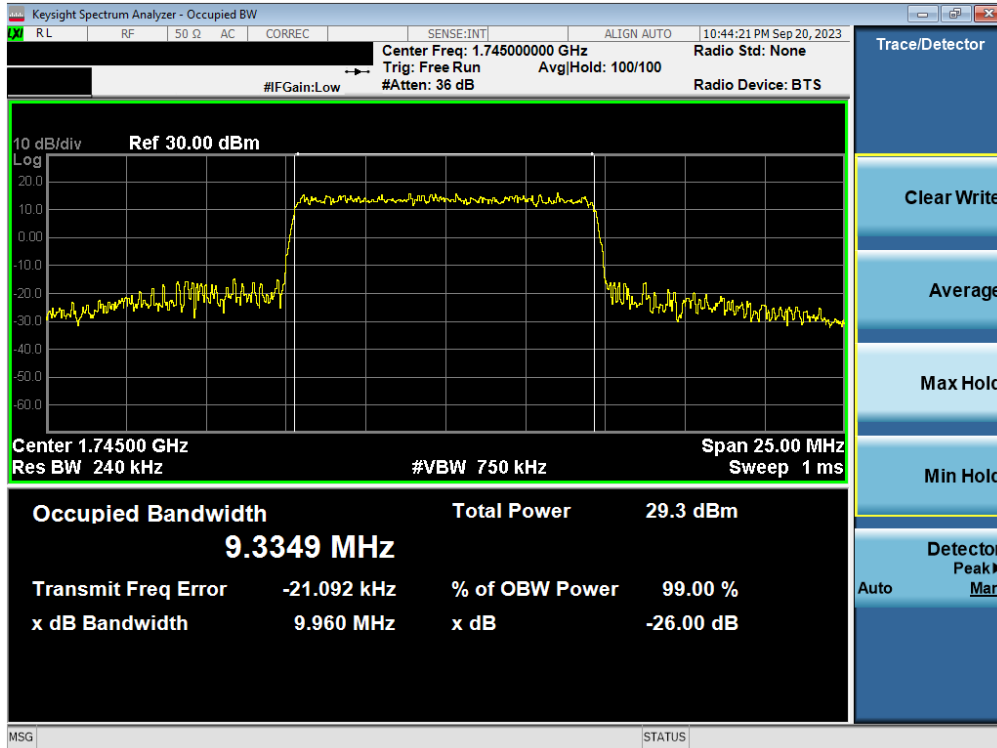 Keysight Spectrum Analyzer - Occupied BW
LXI RL RF 50 Ω AC CORREC SENSE:INT ALIGN AUTO 10:44:21 PM Sep 20, 2023
Center Freq: 1.745000000 GHz Radio Std: None
Trig: Free Run Avg|Hold: 100/100
#IFGain:Low #Atten: 36 dB Radio Device: BTS
Trace/Detector
10 dB/div Ref 30.00 dBm
Log
20.0
10.0
0.00
-10.0
-20.0
-30.0
-40.0
-50.0
-60.0
Center 1.74500 GHz Span 25.00 MHz
Res BW 240 kHz #VBW 750 kHz Sweep 1 ms
Occupied Bandwidth Total Power 29.3 dBm
9.3349 MHz
Transmit Freq Error -21.092 kHz % of OBW Power 99.00 %
x dB Bandwidth 9.960 MHz x dB -26.00 dB
Clear Write
Average
Max Hold
Min Hold
Detector
Peak
Auto Man
MSG STATUS